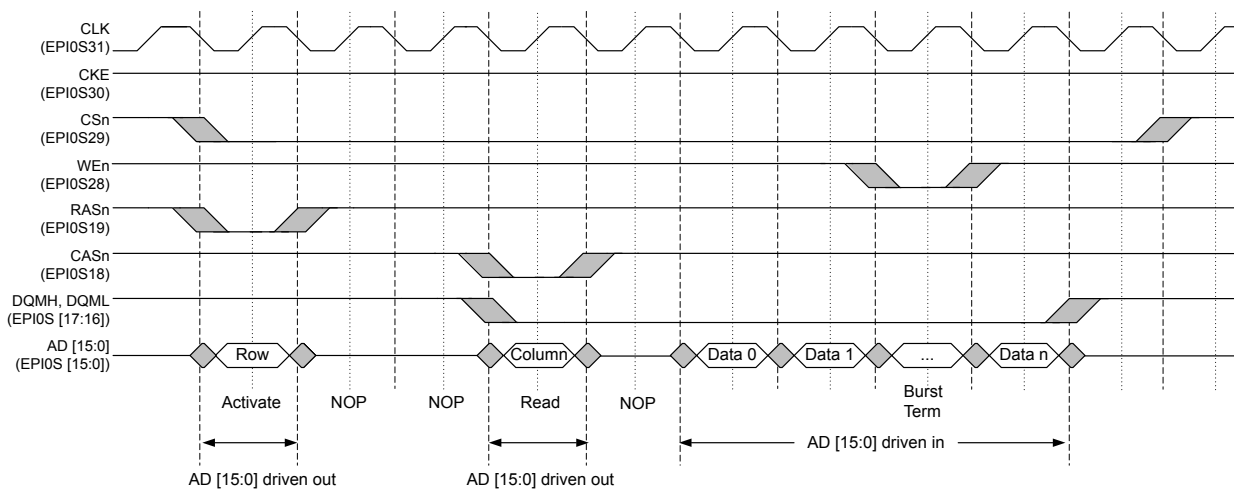 CLK
(EPI0S31)
CKE
(EPI0S30)
CSn
(EPI0S29)
WEn
(EPI0S28)
RASn
(EPI0S19)
CASn
(EPI0S18)
DQMH, DQML
(EPI0S [17:16])
AD [15:0]
(EPI0S [15:0])
Row
Column
Data 0
Data 1
...
Data n
Activate
NOP
NOP
Read
NOP
Burst
Term
AD [15:0] driven in
AD [15:0] driven out
AD [15:0] driven out